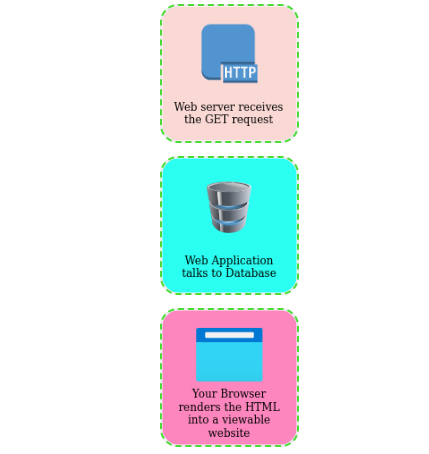 HTTP
Web server receives
the GET request
Web Application
talks to Database
Your Browser
renders the HTML
into a viewable
website